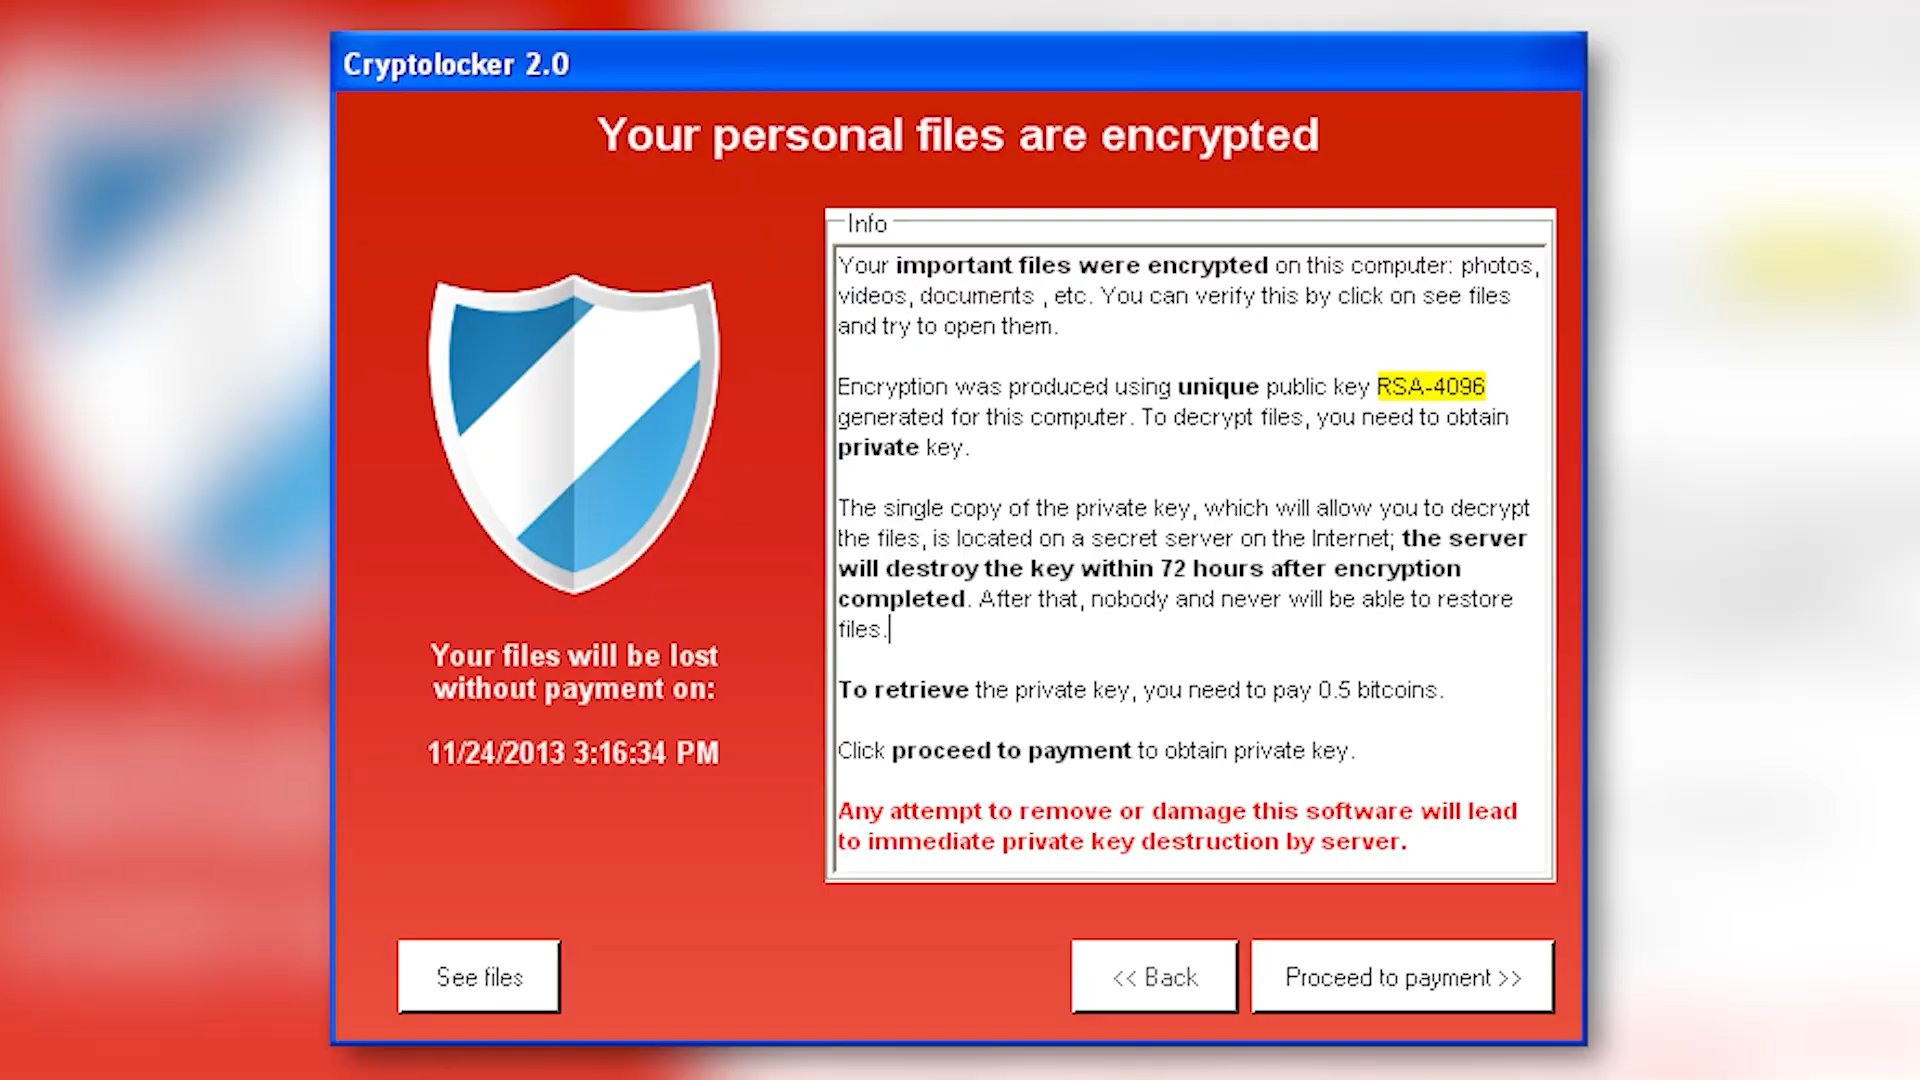 Cryptolocker 2.0
Your personal files are encrypted
Info
Your important files were encrypted on this computer: photos,
videos, documents , etc. You can verify this by click on see files
and try to open them.
Encryption was produced using unique public key RSA-4096
generated for this computer. To decrypt files, you need to obtain
private key.
The single copy of the private key, which will allow you to decrypt
the files, is located on a secret server on the Internet; the server
will destroy the key within 72 hours after encryption
completed. After that, nobody and never will be able to restore
files.
To retrieve the private key, you need to pay 0.5 bitcoins.
Click proceed to payment to obtain private key.
Any attempt to remove or damage this software will lead
to immediate private key destruction by server.
Your files will be lost
without payment on:
11/24/2013 3:16:34 PM
See files
<< Back
Proceed to payment >>